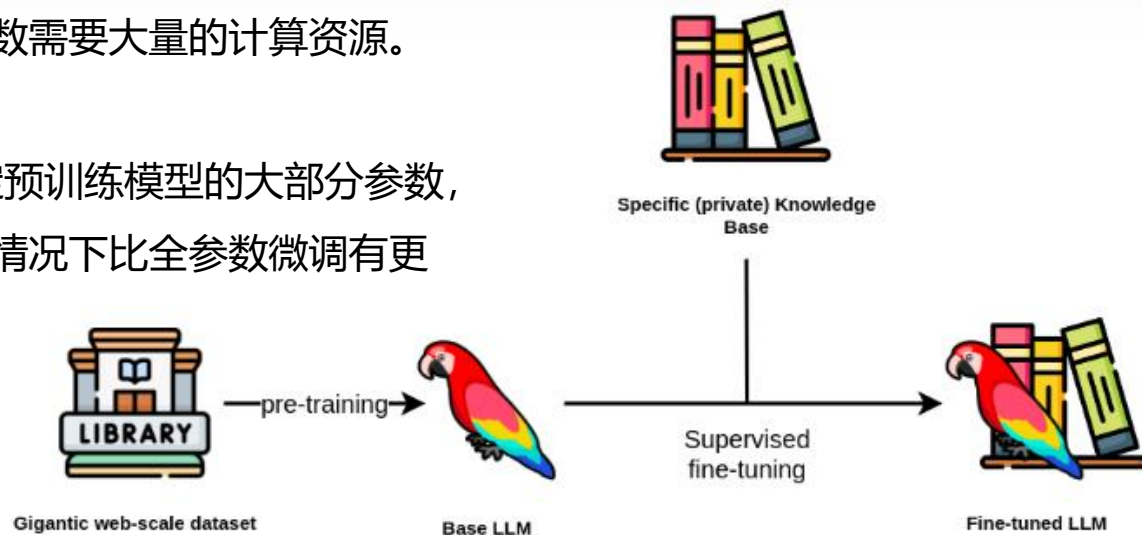 数需要大量的计算资源。
预训练模型的大部分参数，
情况下比全参数微调有更
Specific (private) Knowledge
Base
LIBRARY
pre-training
Supervised
fine-tuning
Gigantic web-scale dataset
Base LLM
Fine-tuned LLM